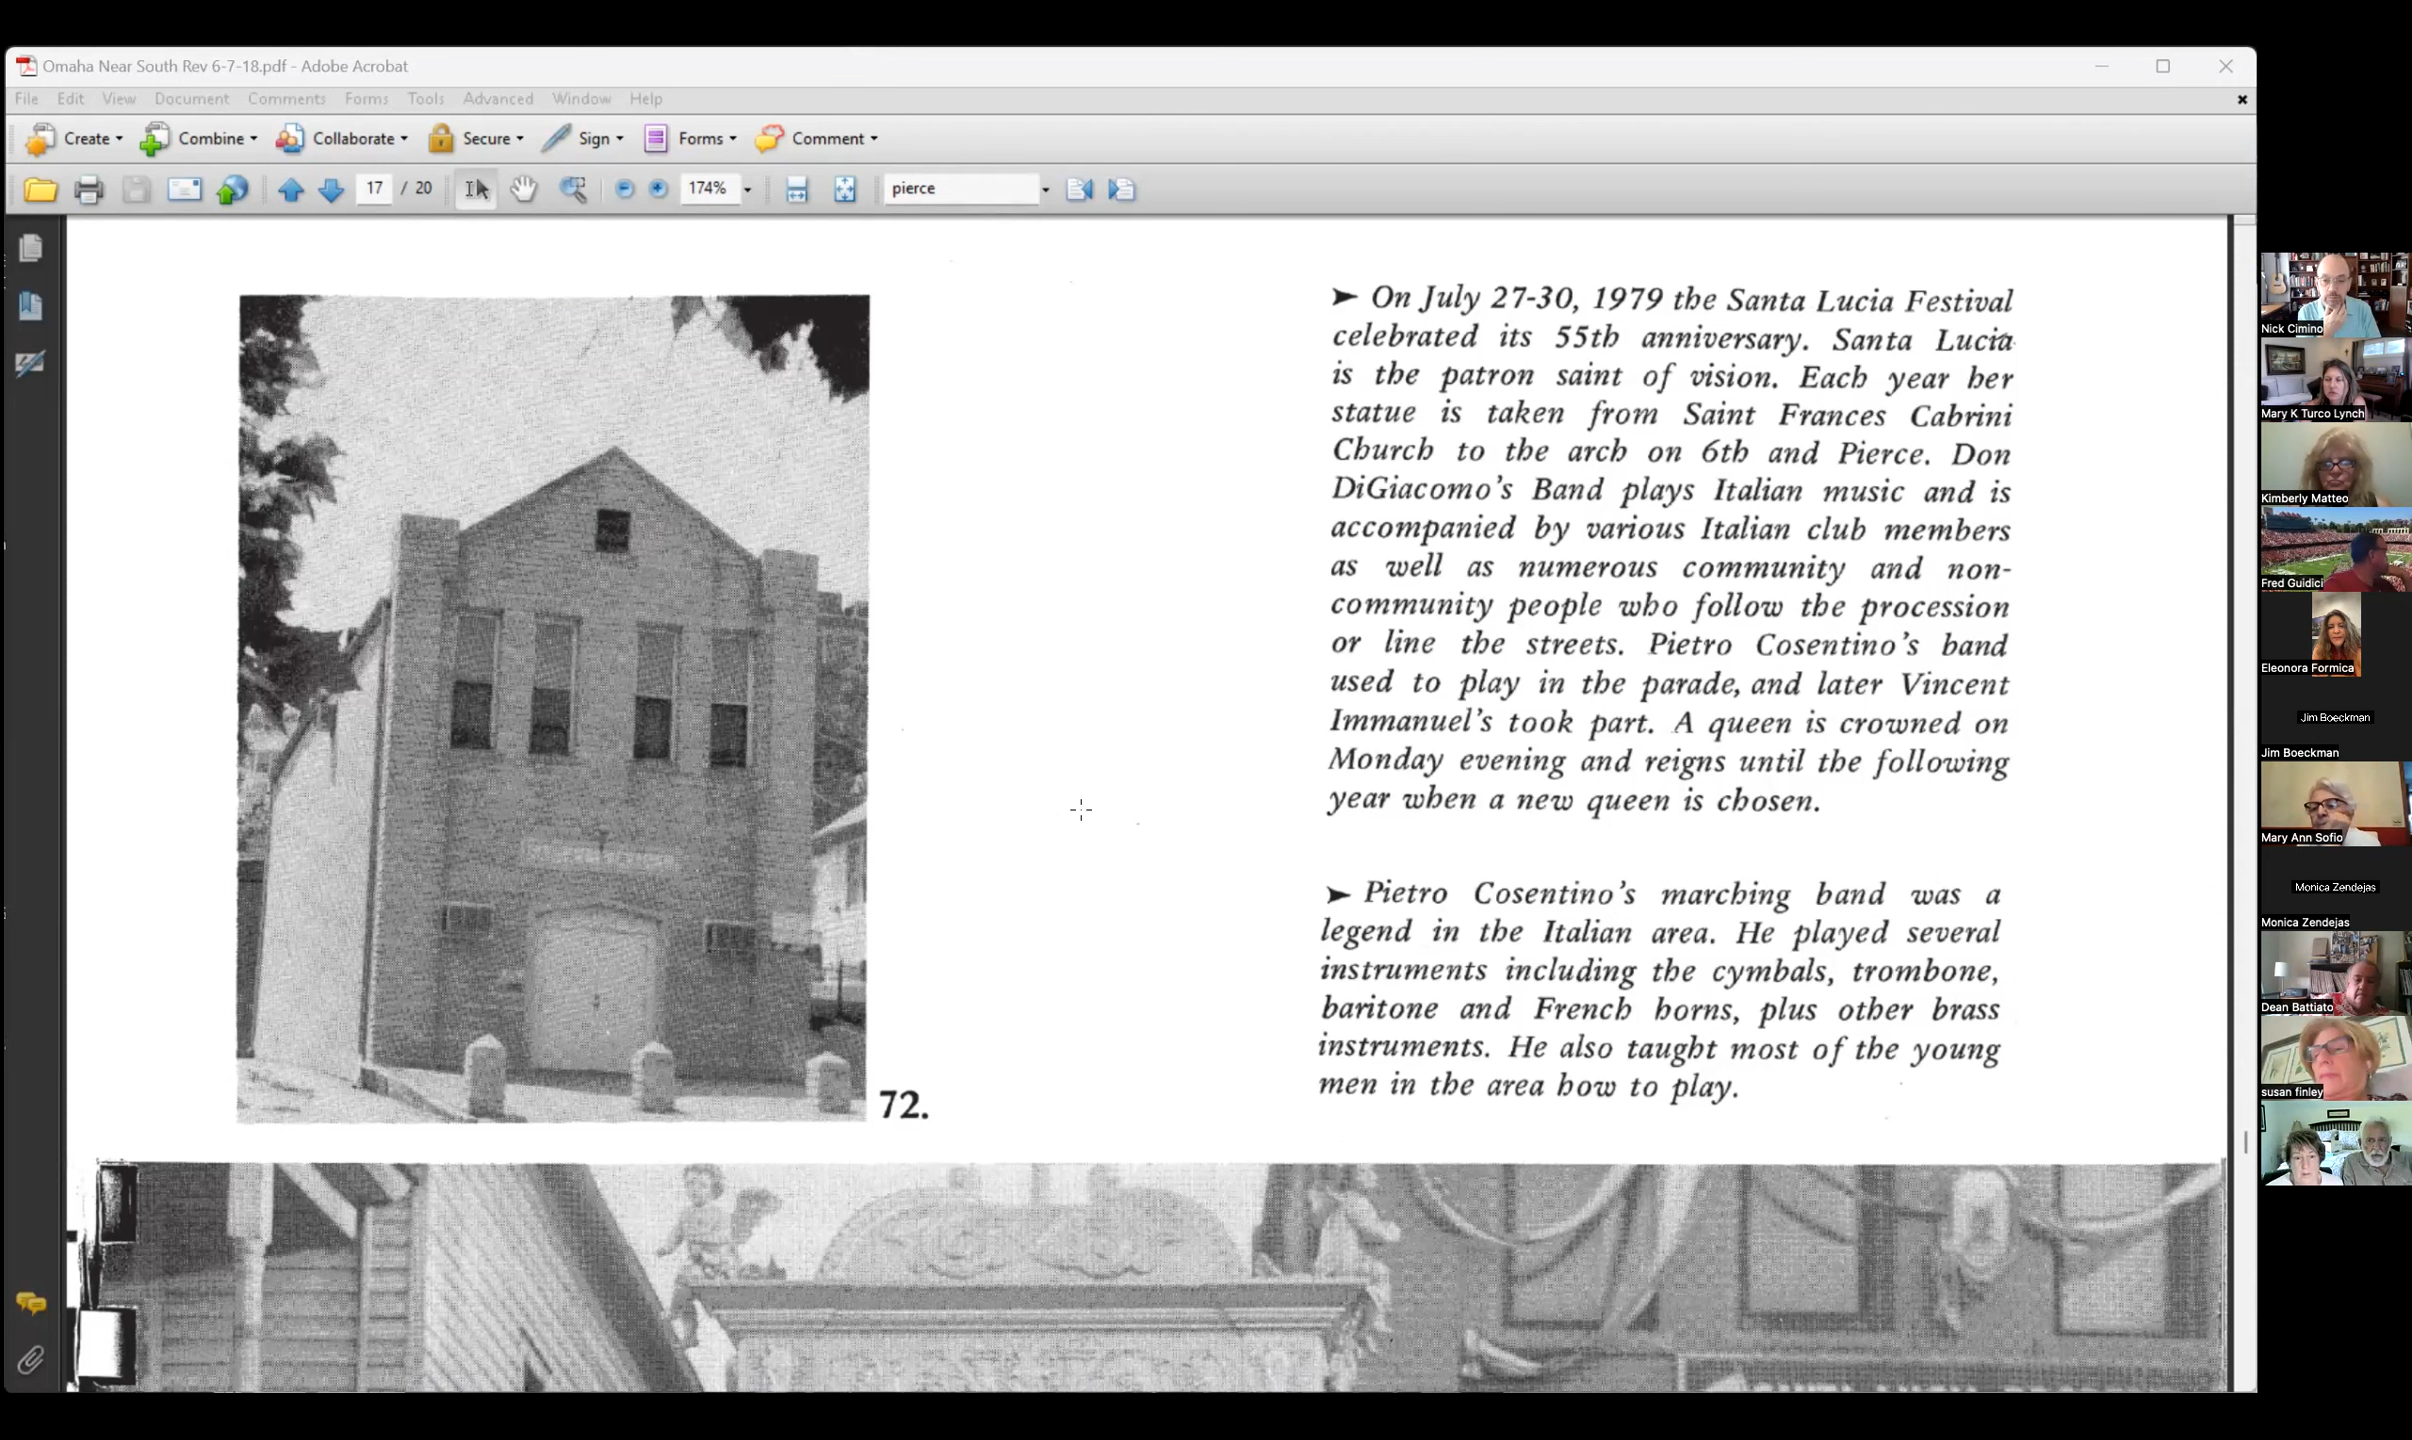 Omaha Near South Rev 6-7-18.pdf - Adobe Acrobat
File Edit View Document Comments Forms Tools Advanced Window Help
Create Combine Collaborate Secure Sign Forms Comment
17 / 20 174% pierce
➤ On July 27-30, 1979 the Santa Lucia Festival
celebrated its 55th anniversary. Santa Lucia
is the patron saint of vision. Each year her
statue is taken from Saint Frances Cabrini
Church to the arch on 6th and Pierce. Don
DiGiacomo's Band plays Italian music and is
accompanied by various Italian club members
as well as numerous community and non-
community people who follow the procession
or line the streets. Pietro Cosentino's band
used to play in the parade, and later Vincent
Immanuel's took part. A queen is crowned on
Monday evening and reigns until the following
year when a new queen is chosen.
➤ Pietro Cosentino's marching band was a
legend in the Italian area. He played several
instruments including the cymbals, trombone,
baritone and French horns, plus other brass
instruments. He also taught most of the young
men in the area how to play.
72.
Nick Cimino
Mary K Turco Lynch
Kimberly Matteo
Fred Guidici
Eleonora Formica
Jim Boeckman
Jim Boeckman
Mary Ann Sofio
Monica Zendejas
Monica Zendejas
Dean Battiato
susan finley